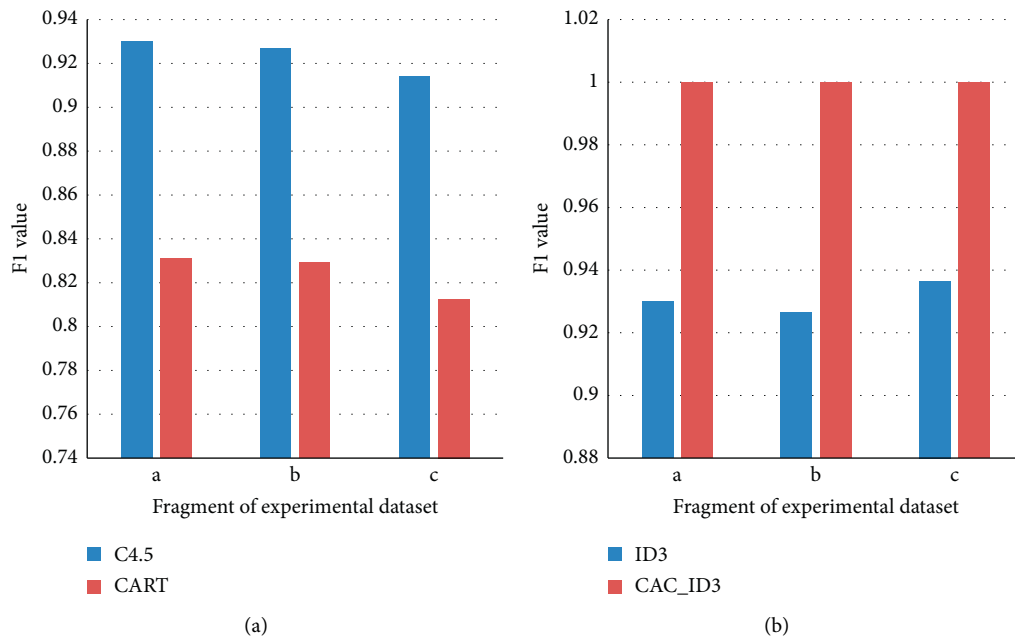 0.94
0.92
0.9
0.88
0.86
0.84
0.82
0.8
0.78
0.76
0.74
F1 value
a b c
Fragment of experimental dataset
C4.5
CART
(a)
1.02
1
0.98
0.96
0.94
0.92
0.9
0.88
F1 value
a b c
Fragment of experimental dataset
ID3
CAC_ID3
(b)